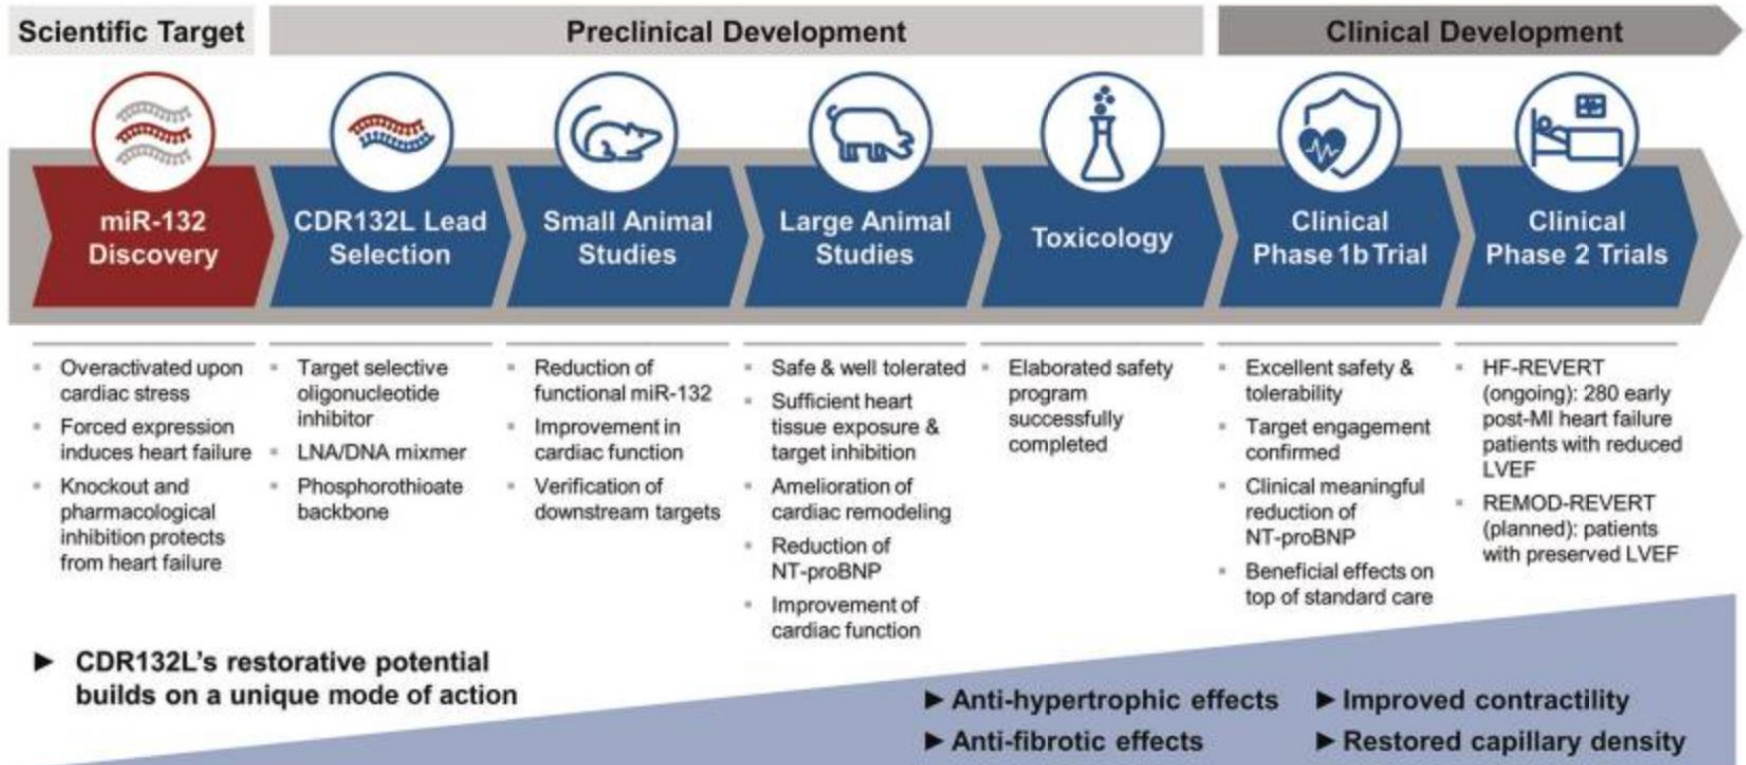 Scientific Target
Preclinical Development
Clinical Development
miR-132
Discovery
CDR132L Lead
Selection
Small Animal
Studies
Large Animal
Studies
Toxicology
Clinical
Phase 1b Trial
Clinical
Phase 2 Trials
▪ Overactivated upon
cardiac stress
▪ Forced expression
induces heart failure
▪ Knockout and
pharmacological
inhibition protects
from heart failure
▪ Target selective
oligonucleotide
inhibitor
▪ LNA/DNA mixmer
▪ Phosphorothioate
backbone
▪ Reduction of
functional miR-132
▪ Improvement in
cardiac function
▪ Verification of
downstream targets
▪ Safe & well tolerated
▪ Sufficient heart
tissue exposure &
target inhibition
▪ Amelioration of
cardiac remodeling
▪ Reduction of
NT-proBNP
▪ Improvement of
cardiac function
▪ Elaborated safety
program
successfully
completed
▪ Excellent safety &
tolerability
▪ Target engagement
confirmed
▪ Clinical meaningful
reduction of
NT-proBNP
▪ Beneficial effects on
top of standard care
▪ HF-REVERT
(ongoing): 280 early
post-MI heart failure
patients with reduced
LVEF
▪ REMOD-REVERT
(planned): patients
with preserved LVEF
► CDR132L's restorative potential
builds on a unique mode of action
► Anti-hypertrophic effects
► Anti-fibrotic effects
► Improved contractility
► Restored capillary density